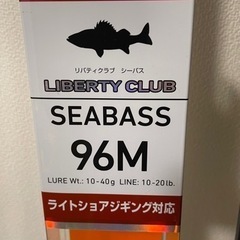 リバティクラブ シーバス
LIBERTY CLUB
SEABASS
96M
LURE Wt.: 10-40g LINE: 10-20lb.
ライトショアジギング対応